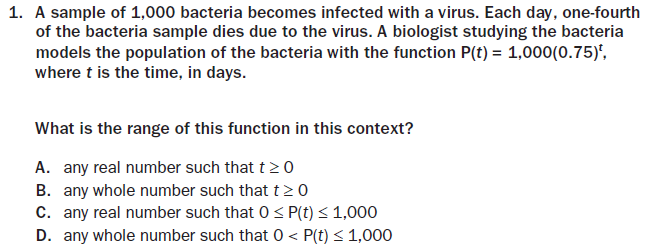 1. A sample of 1,000 bacteria becomes infected with a virus. Each day, one-fourth
of the bacteria sample dies due to the virus. A biologist studying the bacteria
models the population of the bacteria with the function P(t) = 1,000(0.75)ᵗ,
where t is the time, in days.
What is the range of this function in this context?
A. any real number such that t ≥ 0
B. any whole number such that t ≥ 0
C. any real number such that 0 ≤ P(t) ≤ 1,000
D. any whole number such that 0 < P(t) ≤ 1,000